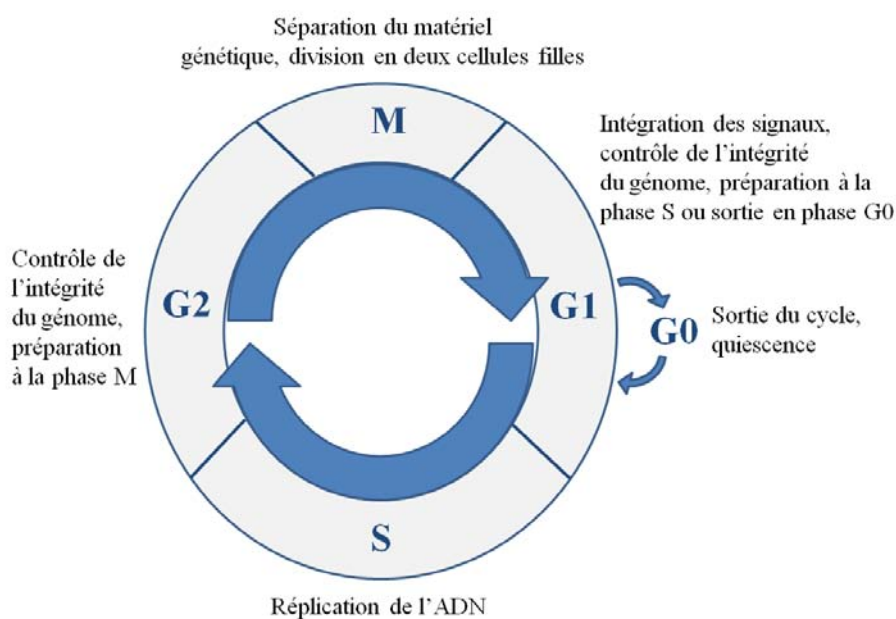 Séparation du matériel
génétique, division en deux cellules filles
M
Intégration des signaux,
contrôle de l'intégrité
du génome, préparation à la
phase S ou sortie en phase G0
Contrôle de
l'intégrité
du génome,
préparation
à la phase M
G2
G1
G0
Sortie du cycle,
quiescence
S
Réplication de l'ADN